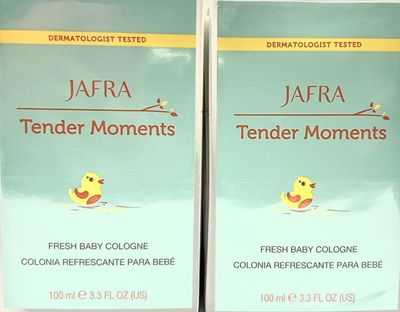 DERMATOLOGIST TESTED
JAFRA
Tender Moments
FRESH BABY COLOGNE
COLONIA REFRESCANTE PARA BEBÉ
100 ml ℮ 3.3 FL OZ (US)
DERMATOLOGIST TESTED
JAFRA
Tender Moments
FRESH BABY COLOGNE
COLONIA REFRESCANTE PARA BEBÉ
100 ml ℮ 3.3 FL OZ (US)